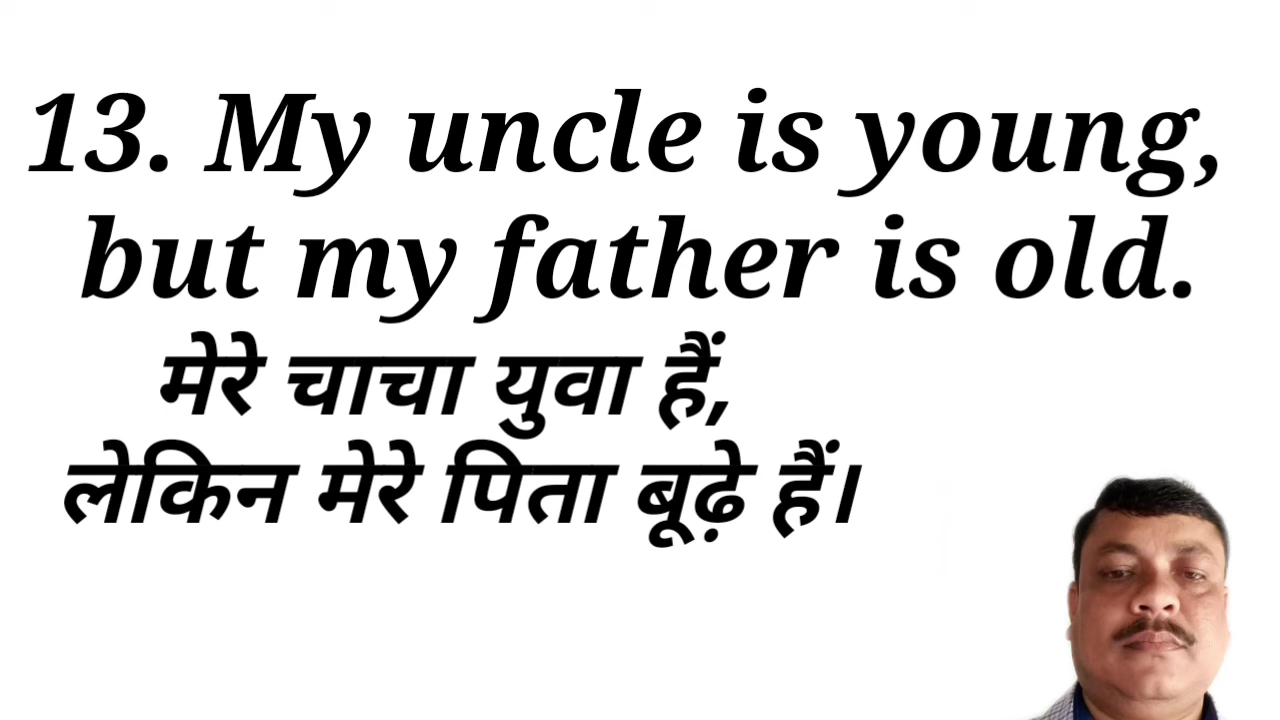 13. My uncle is young,
but my father is old.
मेरे चाचा युवा हैं,
लेकिन मेरे पिता बूढ़े हैं।